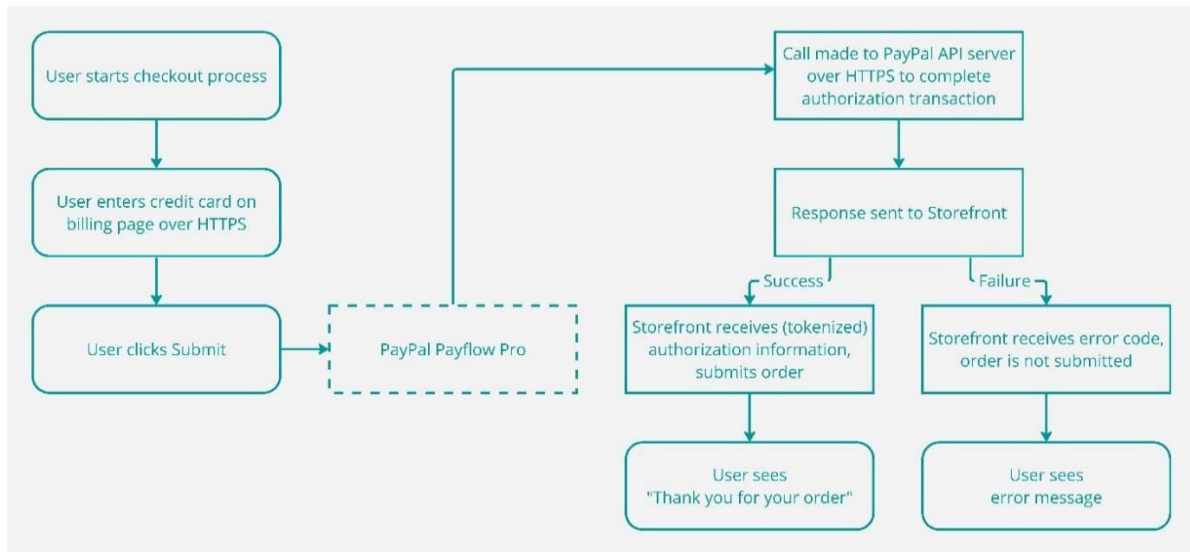 User starts checkout process
User enters credit card on
billing page over HTTPS
User clicks Submit
PayPal Payflow Pro
Call made to PayPal API server
over HTTPS to complete
authorization transaction
Response sent to Storefront
Success
Failure
Storefront receives (tokenized)
authorization information,
submits order
Storefront receives error code,
order is not submitted
User sees
"Thank you for your order"
User sees
error message